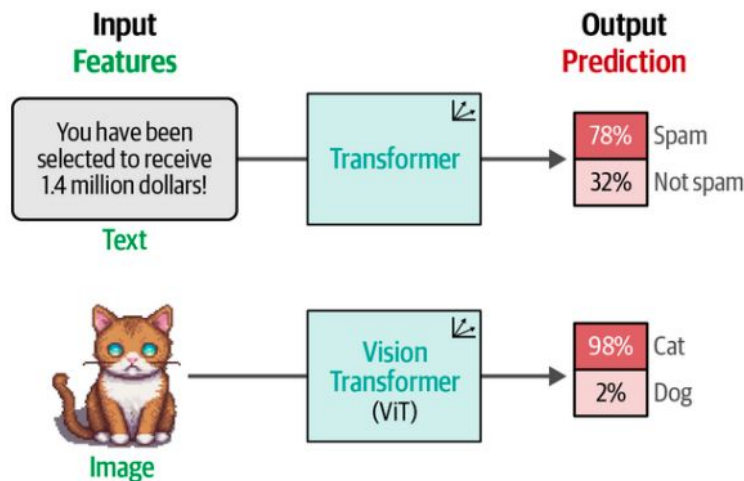 Input
Features
Output
Prediction
You have been
selected to receive
1.4 million dollars!
Text
Transformer
78% Spam
32% Not spam
Image
Vision
Transformer
(ViT)
98% Cat
2% Dog